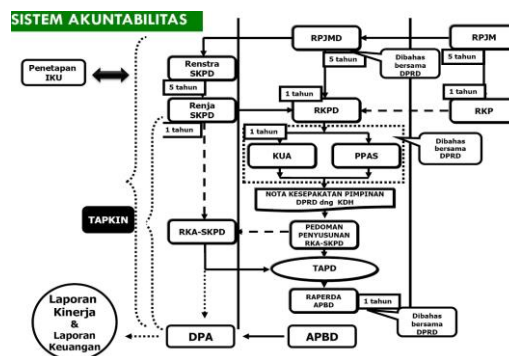 SISTEM AKUNTABILITAS
RPJMD
RPJM
Dibahas
bersama
DPRD
Renstra
SKPD
5 tahun
5 tahun
5 tahun
Penetapan
IKU
Renja
SKPD
1 tahun
1 tahun
1 tahun
RKPD
RKP
1 tahun
KUA
PPAS
Dibahas
bersama
DPRD
NOTA KESEPAKATAN PIMPINAN
DPRD dng KDH
TAPKIN
RKA-SKPD
PEDOMAN
PENYUSUNAN
RKA-SKPD
TAPD
RAPERDA
APBD
1 tahun
Dibahas
bersama
DPRD
Laporan
Kinerja
&
Laporan
Keuangan
DPA
APBD